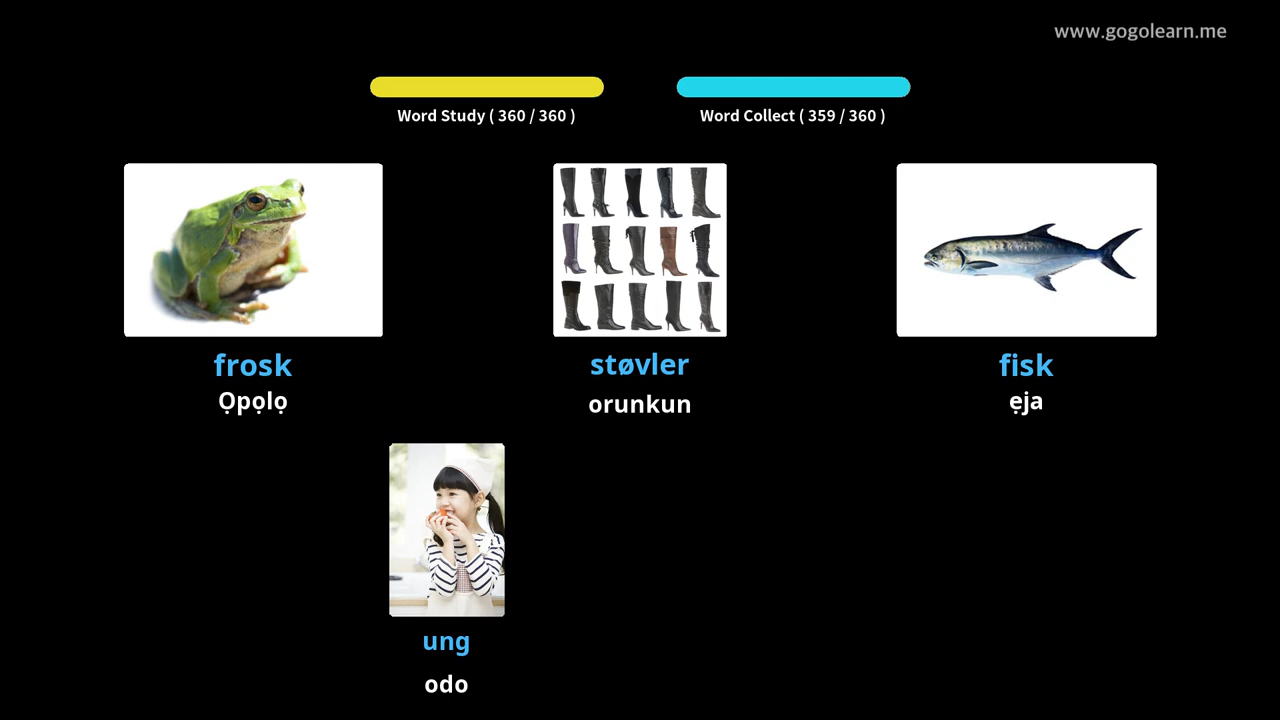 www.gogolearn.me
Word Study ( 360 / 360 )
Word Collect ( 359 / 360 )
frosk
støvler
fisk
Ọpọlọ
orunkun
ẹja
ung
odo